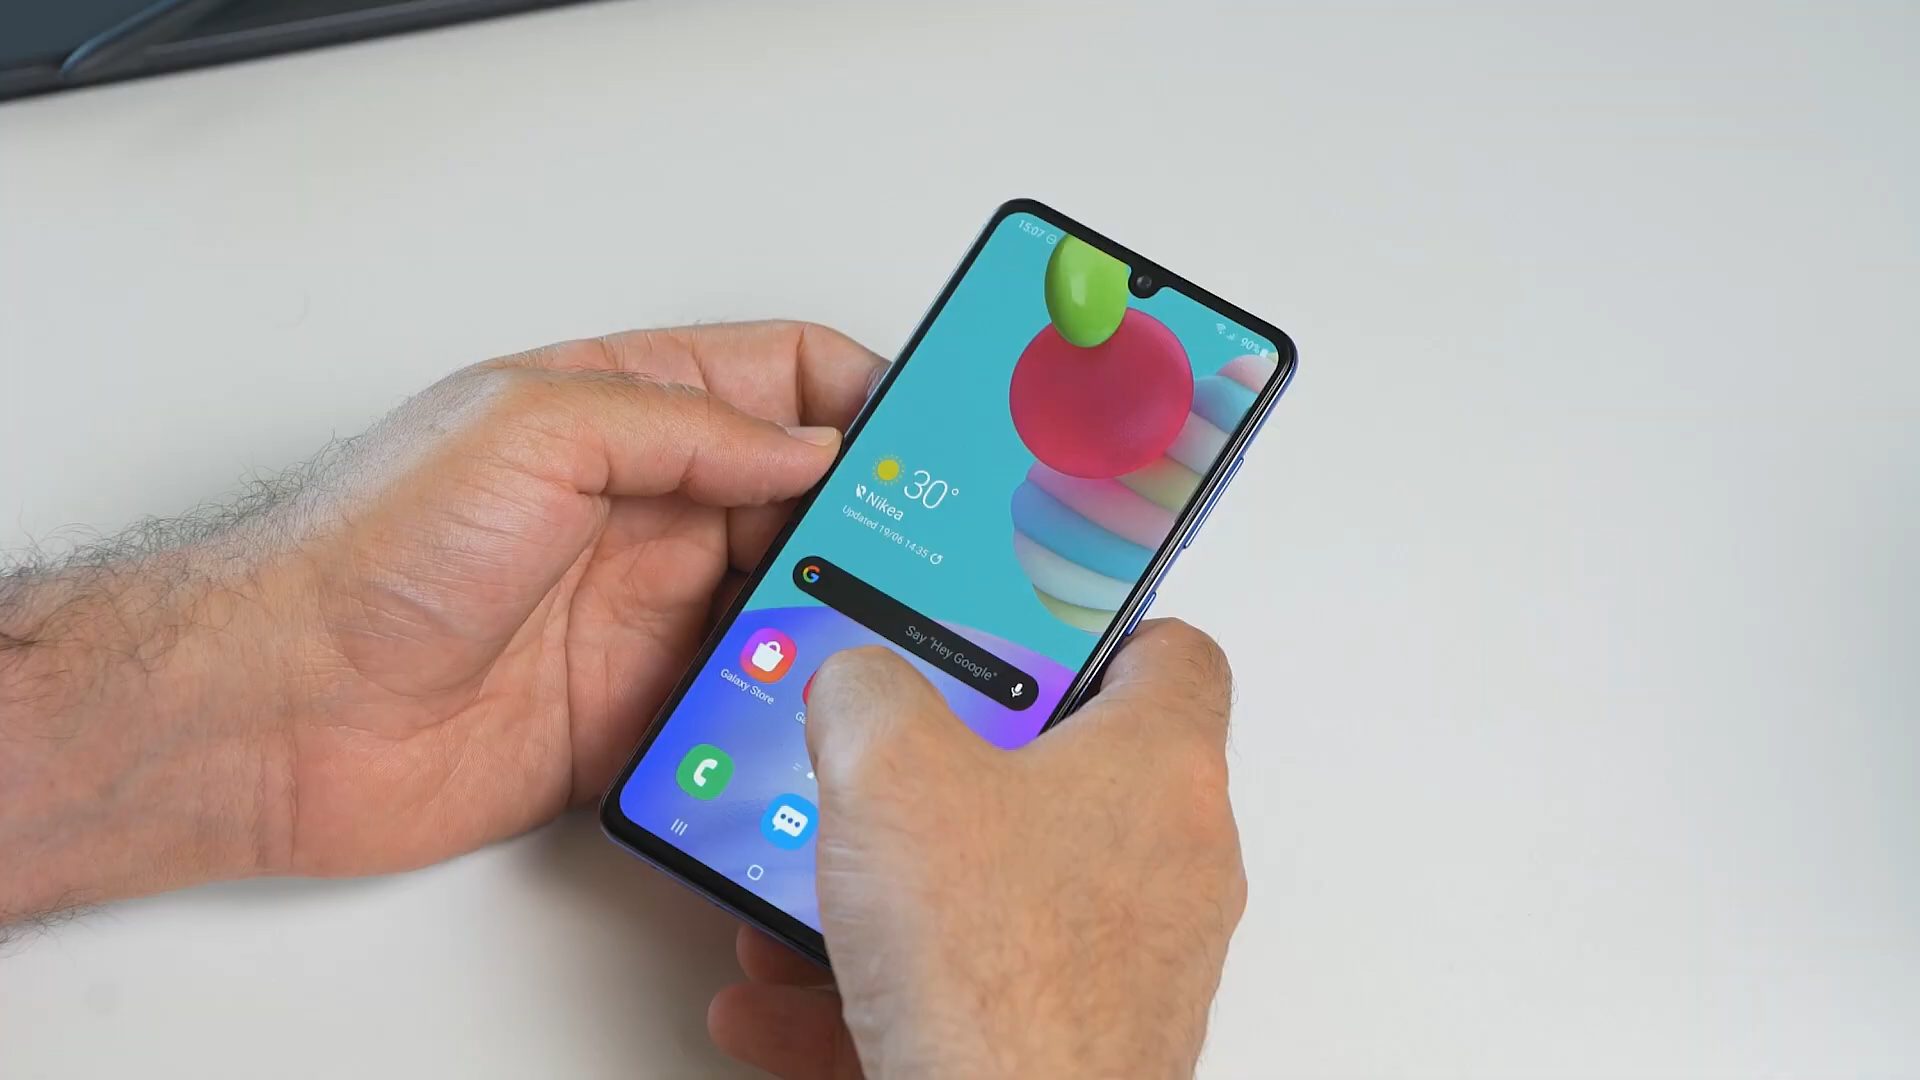 15:07
90%
30°
Nikea
Updated 19/06 14:35
G
Say "Hey Google"
Galaxy Store